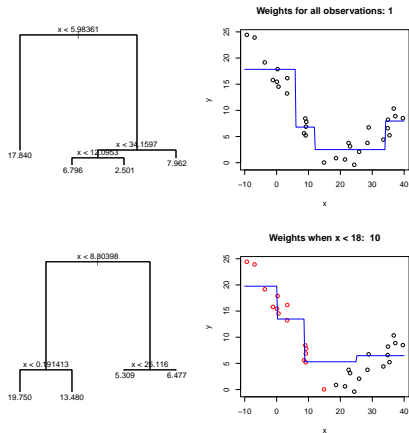 x < 5.98361
17.840
x < 34.1597
x < 12.0953
6.796
2.501
7.962
Weights for all observations: 1
y
0 5 10 15 20 25
-10 0 10 20 30 40
x
x < 8.80398
x < 0.191413
19.750
13.480
x < 25.116
5.309
6.477
Weights when x < 18: 10
y
0 5 10 15 20 25
-10 0 10 20 30 40
x